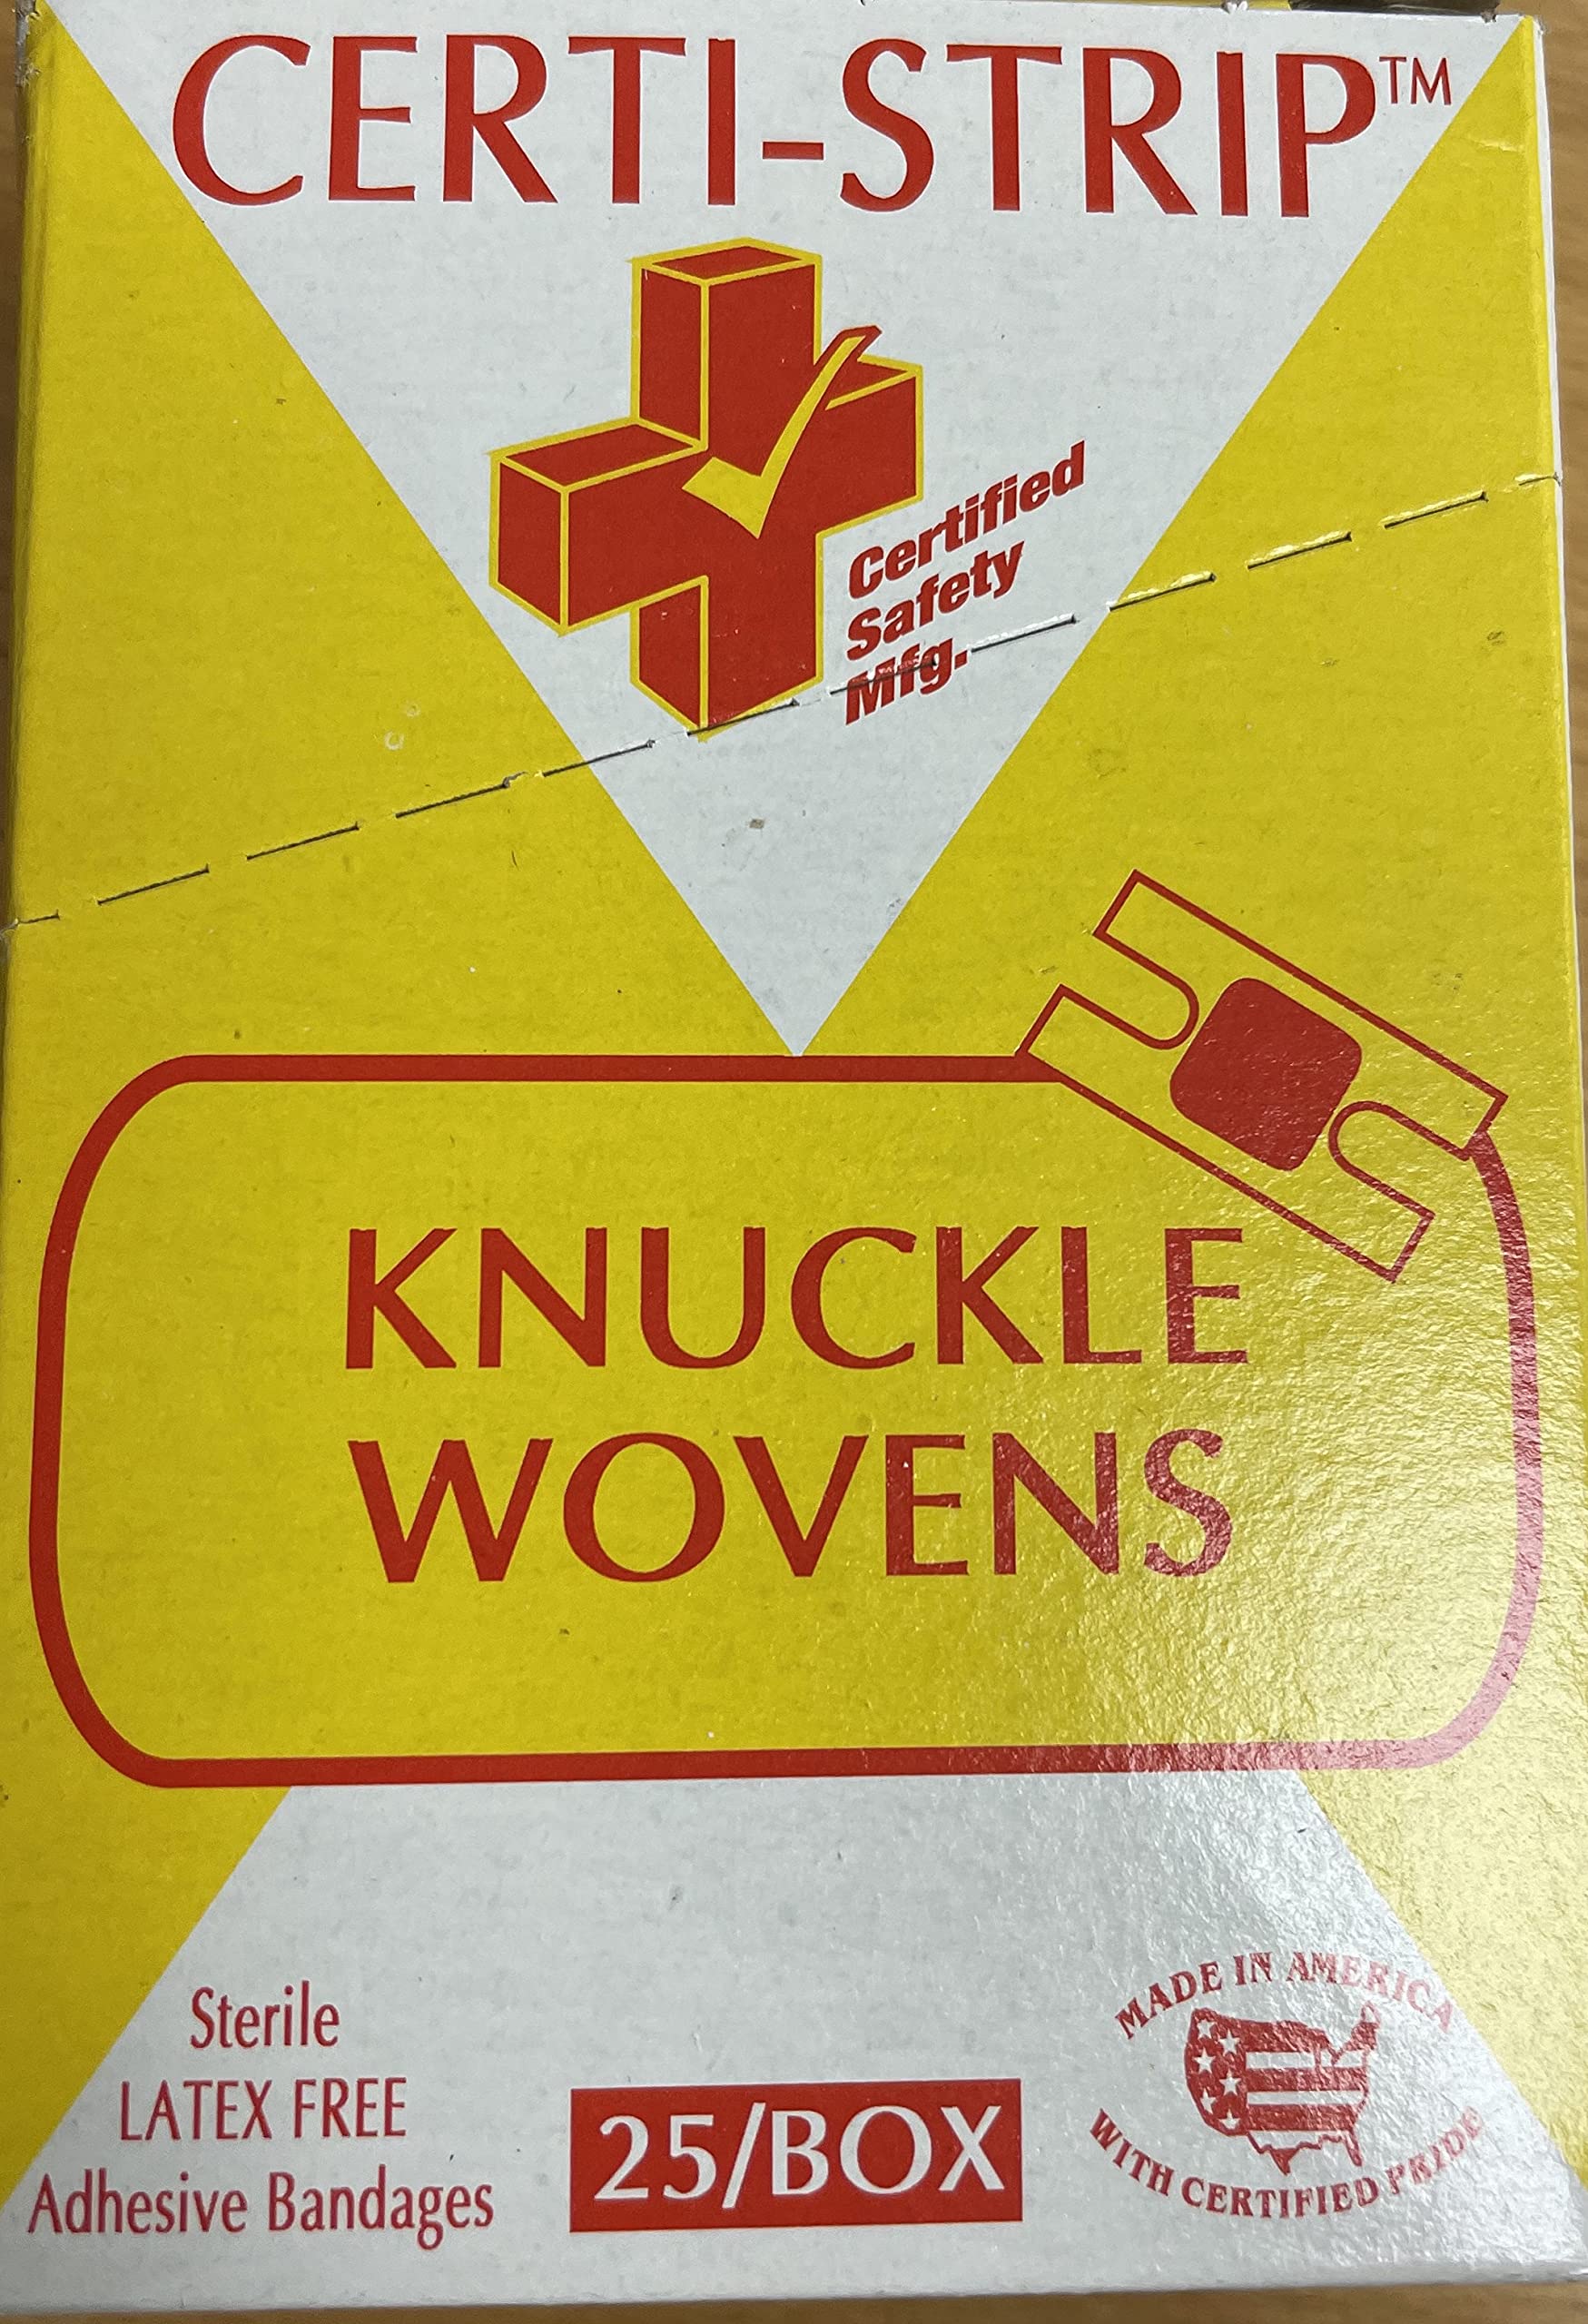 CERTI-STRIP™
Certified
Safety
Mfg.
KNUCKLE
WOVENS
Sterile
LATEX FREE
Adhesive Bandages
25/BOX
MADE IN AMERICA
WITH CERTIFIED PRIDE